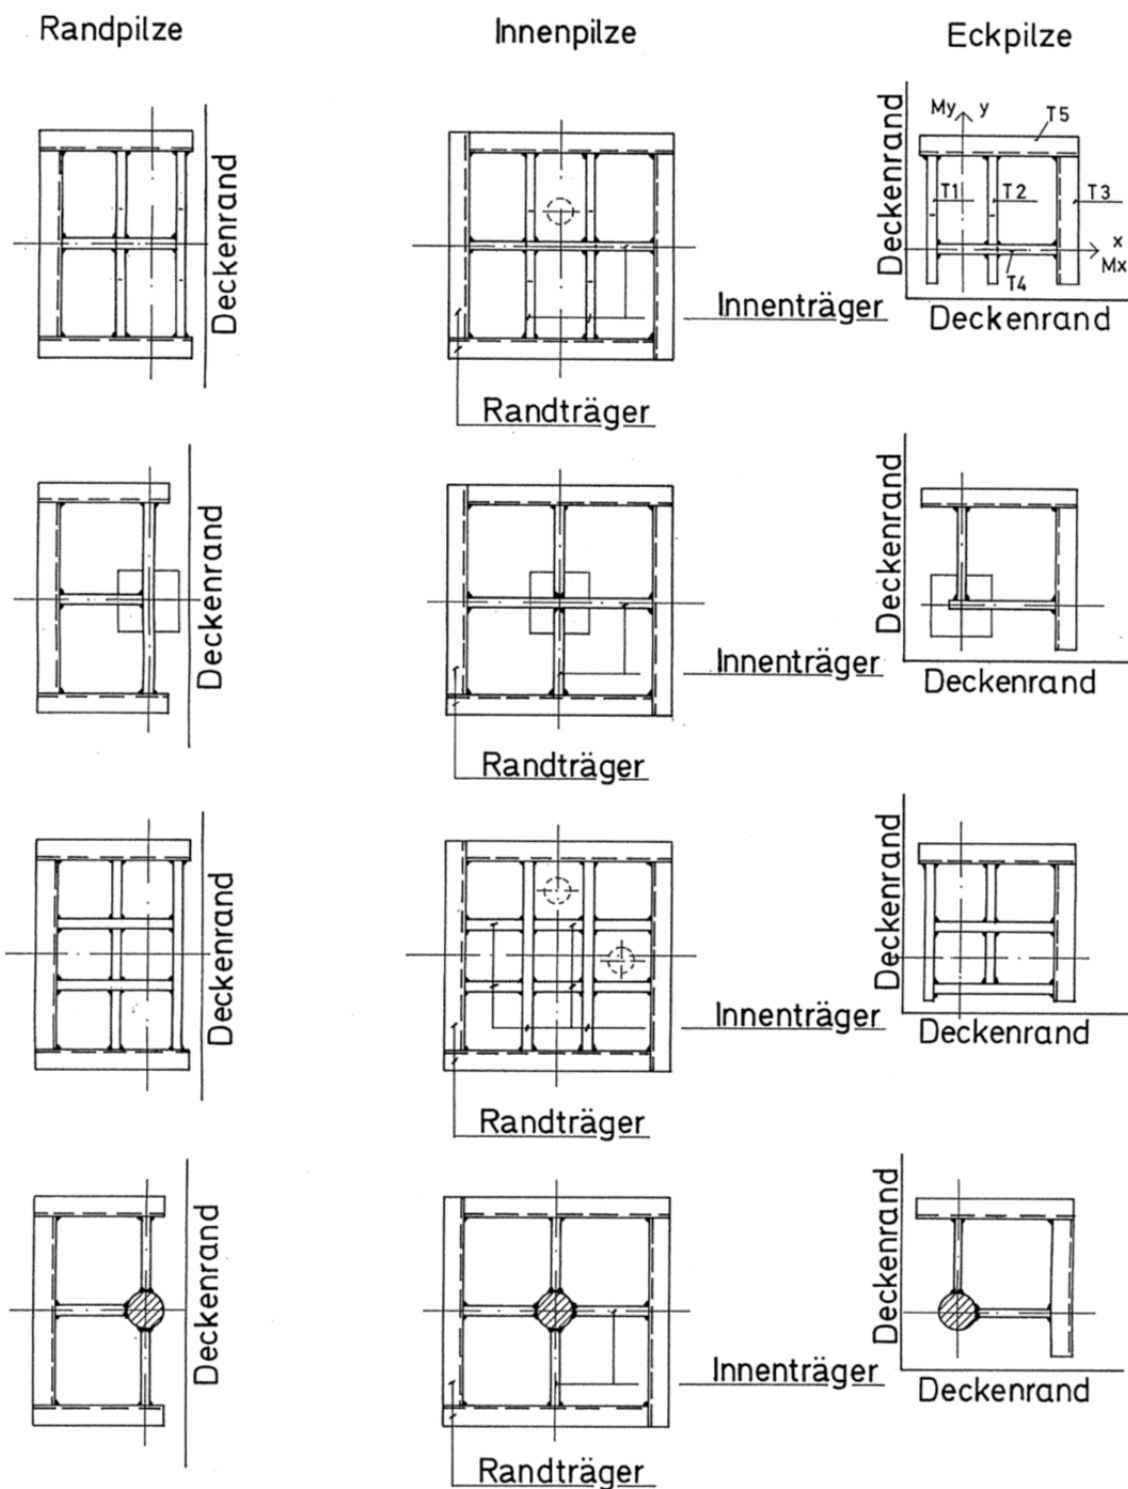 Randpilze
Innenpilze
Eckpilze
Deckenrand
Innenträger
Randträger
Deckenrand
My y
T5
T1
T2
T3
x
Mx
T4
Deckenrand
Deckenrand
Innenträger
Randträger
Deckenrand
Deckenrand
Deckenrand
Innenträger
Randträger
Deckenrand
Deckenrand
Deckenrand
Innenträger
Randträger
Deckenrand
Deckenrand